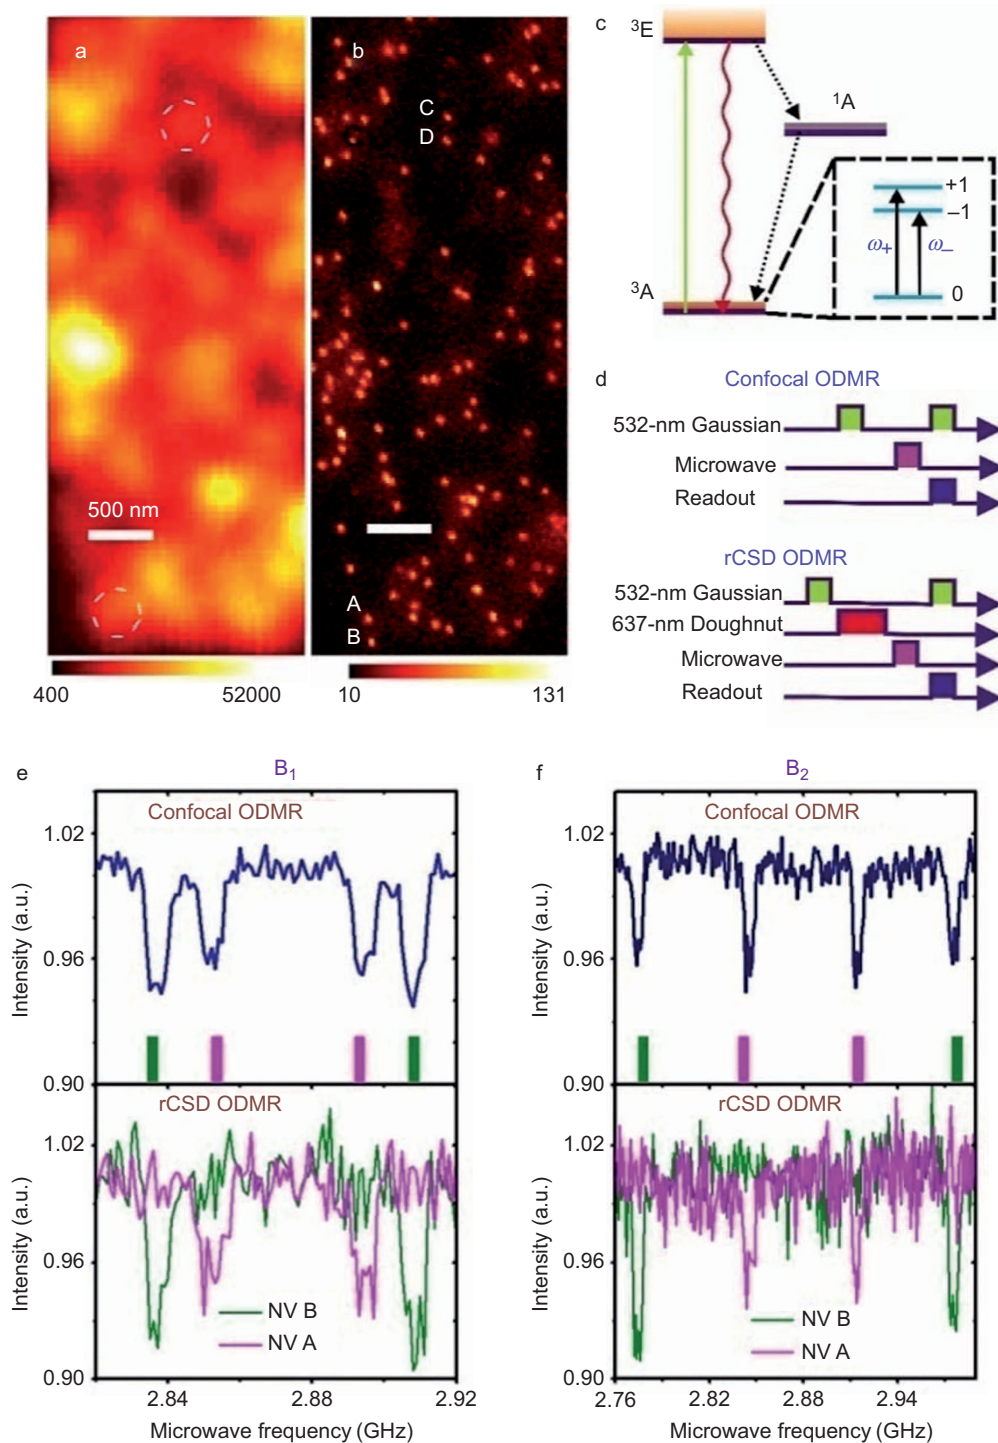 a
500 nm
400 52000
b
C
D
A
B
10 131
c
³E
¹A
³A
+1
−1
ω₊ ω₋
0
d
Confocal ODMR
532-nm Gaussian
Microwave
Readout
rCSD ODMR
532-nm Gaussian
637-nm Doughnut
Microwave
Readout
e
B₁
Confocal ODMR
1.02
0.96
0.90
Intensity (a.u.)
rCSD ODMR
1.02
0.96
0.90
Intensity (a.u.)
NV B
NV A
2.84 2.88 2.92
Microwave frequency (GHz)
f
B₂
Confocal ODMR
1.02
0.96
0.90
Intensity (a.u.)
rCSD ODMR
1.02
0.96
0.90
Intensity (a.u.)
NV B
NV A
2.76 2.82 2.88 2.94
Microwave frequency (GHz)